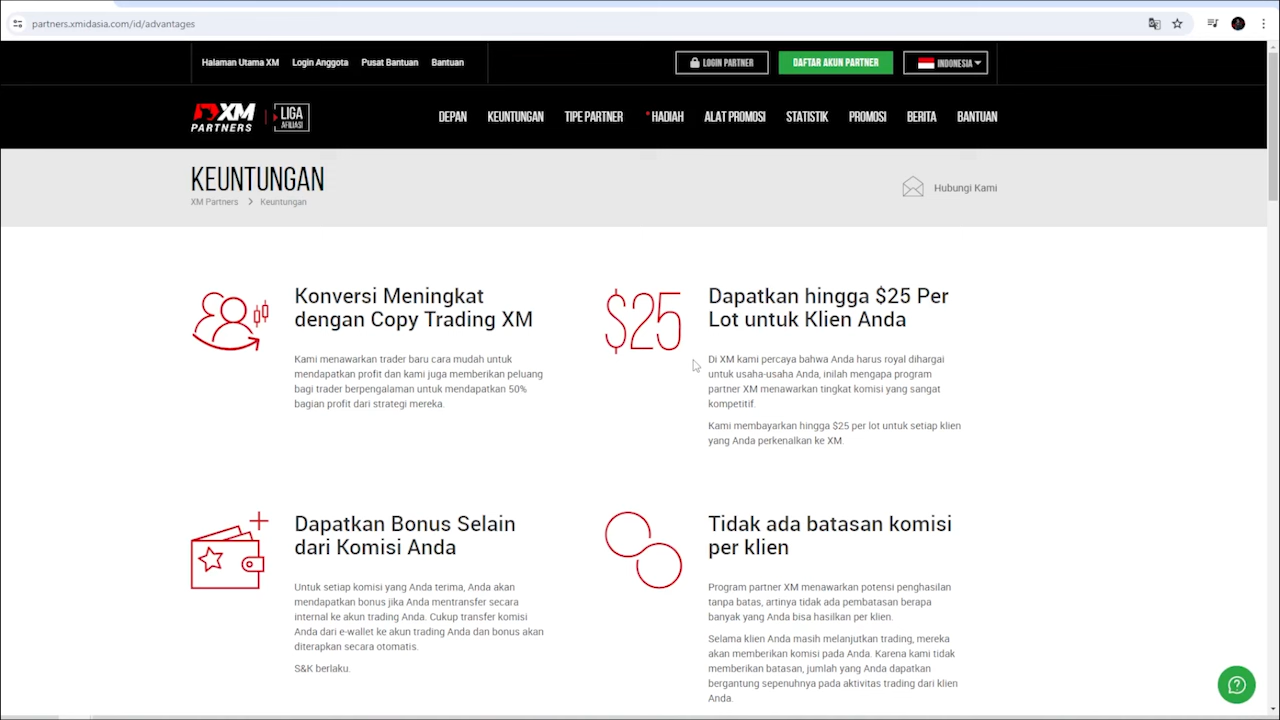 partners.xmidasia.com/id/advantages
Halaman Utama XM Login Anggota Pusat Bantuan Bantuan
LOGIN PARTNER DAFTAR AKUN PARTNER INDONESIA
XM PARTNERS LIGA AFILIASI
DEPAN KEUNTUNGAN TIPE PARTNER * HADIAH ALAT PROMOSI STATISTIK PROMOSI BERITA BANTUAN
KEUNTUNGAN
XM Partners > Keuntungan
Hubungi Kami
Konversi Meningkat
dengan Copy Trading XM
Kami menawarkan trader baru cara mudah untuk
mendapatkan profit dan kami juga memberikan peluang
bagi trader berpengalaman untuk mendapatkan 50%
bagian profit dari strategi mereka.
$25
Dapatkan hingga $25 Per
Lot untuk Klien Anda
Di XM kami percaya bahwa Anda harus royal dihargai
untuk usaha-usaha Anda, inilah mengapa program
partner XM menawarkan tingkat komisi yang sangat
kompetitif.
Kami membayarkan hingga $25 per lot untuk setiap klien
yang Anda perkenalkan ke XM.
Dapatkan Bonus Selain
dari Komisi Anda
Untuk setiap komisi yang Anda terima, Anda akan
mendapatkan bonus jika Anda mentransfer secara
internal ke akun trading Anda. Cukup transfer komisi
Anda dari e-wallet ke akun trading Anda dan bonus akan
diterapkan secara otomatis.
S&K berlaku.
Tidak ada batasan komisi
per klien
Program partner XM menawarkan potensi penghasilan
tanpa batas, artinya tidak ada pembatasan berapa
banyak yang Anda bisa hasilkan per klien.
Selama klien Anda masih melanjutkan trading, mereka
akan memberikan komisi pada Anda. Karena kami tidak
memberikan batasan, jumlah yang Anda dapatkan
bergantung sepenuhnya pada aktivitas trading dari klien
Anda.